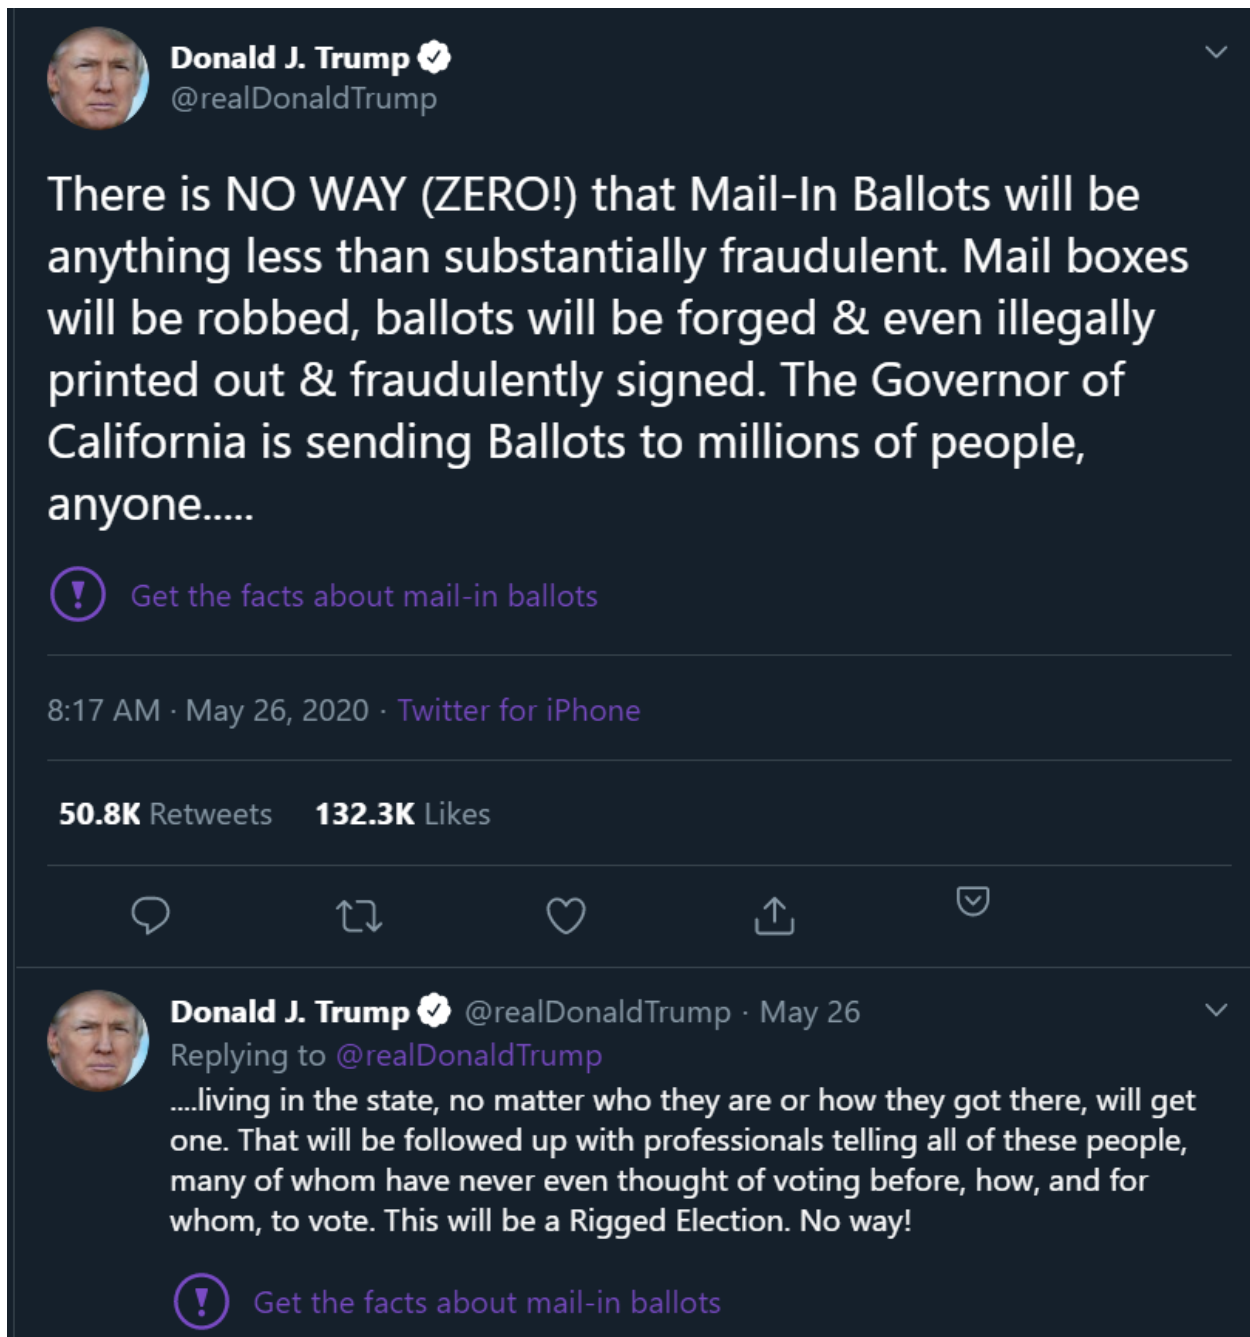 Donald J. Trump
@realDonaldTrump
There is NO WAY (ZERO!) that Mail-In Ballots will be
anything less than substantially fraudulent. Mail boxes
will be robbed, ballots will be forged & even illegally
printed out & fraudulently signed. The Governor of
California is sending Ballots to millions of people,
anyone.....
Get the facts about mail-in ballots
8:17 AM · May 26, 2020 · Twitter for iPhone
50.8K Retweets 132.3K Likes
Donald J. Trump @realDonaldTrump · May 26
Replying to @realDonaldTrump
....living in the state, no matter who they are or how they got there, will get
one. That will be followed up with professionals telling all of these people,
many of whom have never even thought of voting before, how, and for
whom, to vote. This will be a Rigged Election. No way!
Get the facts about mail-in ballots